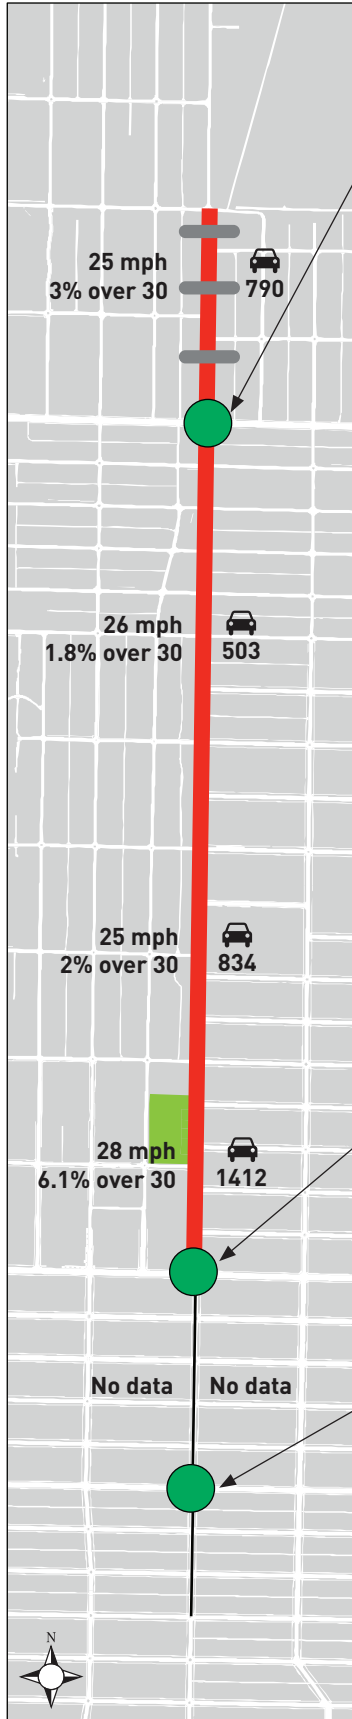 25 mph
3% over 30
790
26 mph
1.8% over 30
503
25 mph
2% over 30
834
28 mph
6.1% over 30
1412
No data
No data
N